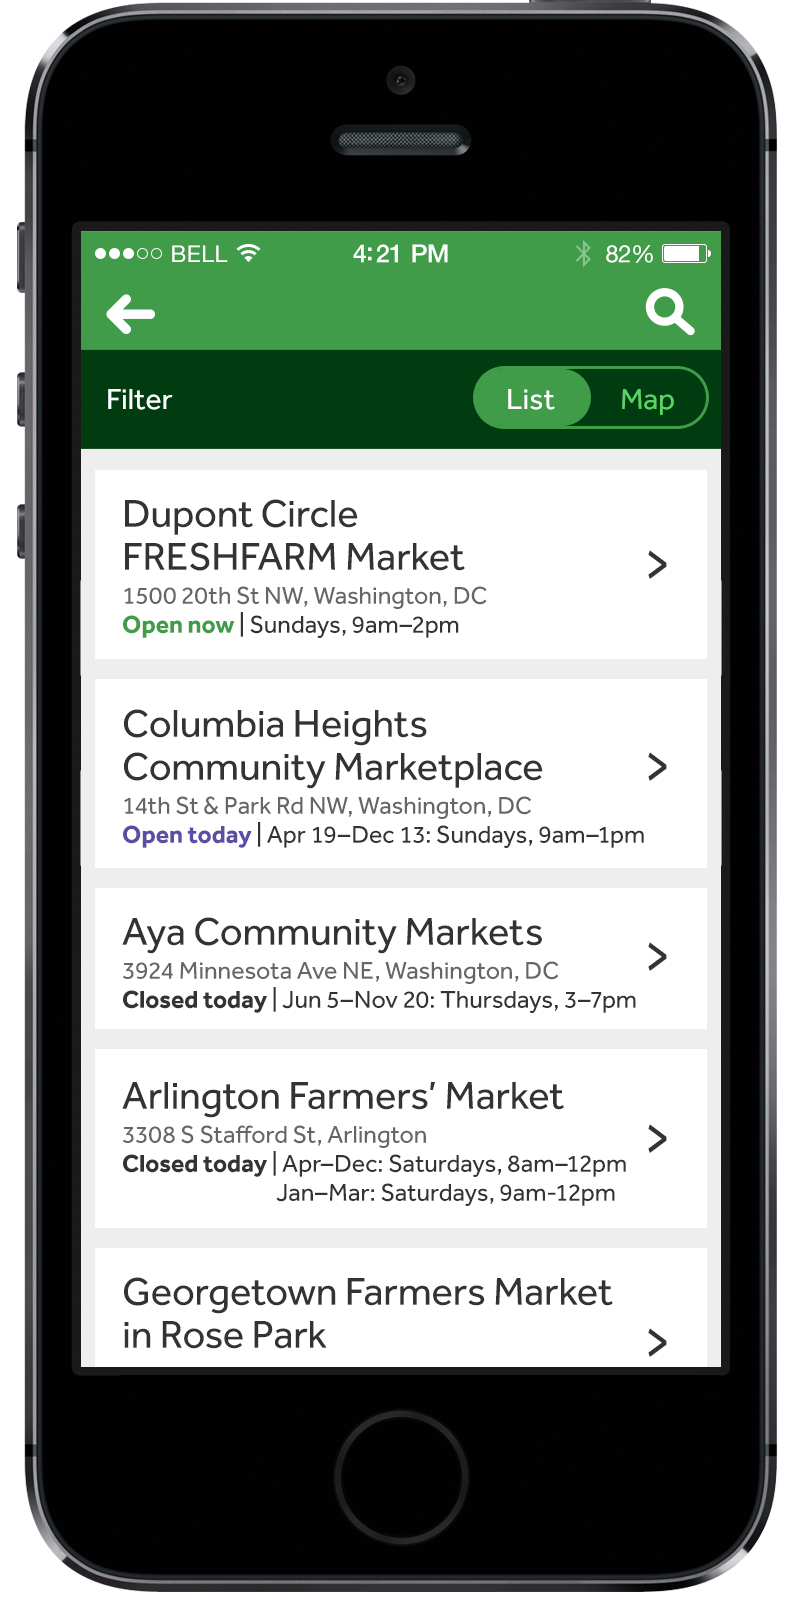 BELL
4:21 PM
82%
Filter
List
Map
Dupont Circle
FRESHFARM Market
1500 20th St NW, Washington, DC
Open now | Sundays, 9am–2pm
Columbia Heights
Community Marketplace
14th St & Park Rd NW, Washington, DC
Open today | Apr 19–Dec 13: Sundays, 9am–1pm
Aya Community Markets
3924 Minnesota Ave NE, Washington, DC
Closed today | Jun 5–Nov 20: Thursdays, 3–7pm
Arlington Farmers’ Market
3308 S Stafford St, Arlington
Closed today | Apr–Dec: Saturdays, 8am–12pm
Jan–Mar: Saturdays, 9am-12pm
Georgetown Farmers Market
in Rose Park